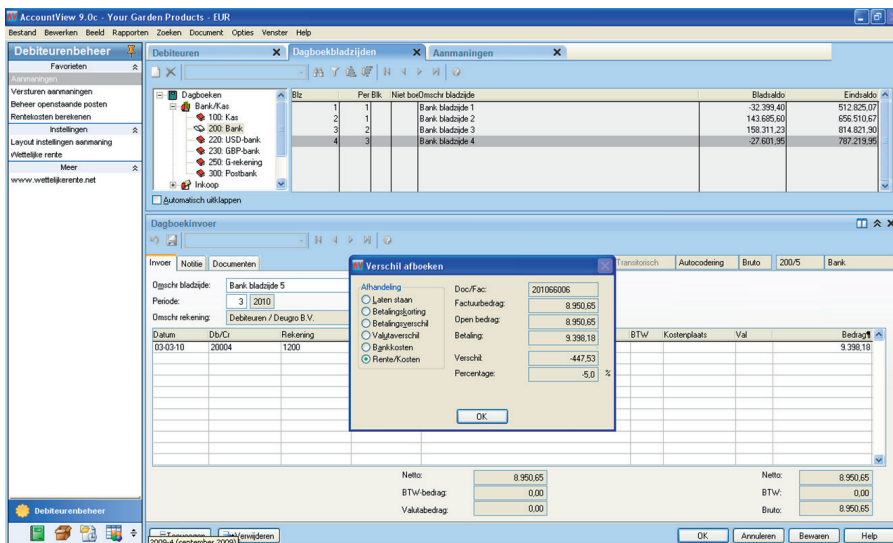 AccountView 9.0c - Your Garden Products - EUR
Bestand Bewerken Beeld Rapporten Zoeken Document Opties Venster Help
Debiteurenbeheer
Favorieten
Aanmaningen
Versturen aanmaningen
Beheer openstaande posten
Rentekosten berekenen
Instellingen
Layout instellingen aanmaning
Wettelijke rente
Meer
www.wettelijkerente.net
Debiteurenbeheer
Debiteuren Dagboekbladzijden Aanmaningen
Dagboeken
Bank/Kas
100: Kas
200: Bank
220: USD-bank
230: GBP-bank
250: G-rekening
300: Postbank
Inkoop
Automatisch uitklappen
Blz Per Blk Niet boe Omschr bladzijde Bladsaldo Eindsaldo
1 1 Bank bladzijde 1 -32.399,40 512.825,07
2 1 Bank bladzijde 2 143.685,60 656.510,67
3 2 Bank bladzijde 3 158.311,23 814.821,90
4 3 Bank bladzijde 4 -27.601,95 787.219,95
Dagboekinvoer
Invoer Notitie Documenten Transitorisch Autocodering Bruto 200/5 Bank
Omschr bladzijde: Bank bladzijde 5
Periode: 3 2010
Omschr rekening: Debiteuren / Deugro B.V.
Datum Db/Cr Rekening BTW Kostenplaats Val Bedrag¶
03-03-10 20004 1200 9.398,18
Verschil afboeken
Afhandeling
Laten staan
Betalingskorting
Betalingsverschil
Valutaverschil
Bankkosten
Rente/Kosten
Doc/Fac: 201066006
Factuurbedrag: 8.950,65
Open bedrag: 8.950,65
Betaling: 9.398,18
Verschil: -447,53
Percentage: -5,0 %
OK
Netto: 8.950,65 Netto: 8.950,65
BTW-bedrag: 0,00 BTW: 0,00
Valutabedrag: 0,00 Bruto: 8.950,65
Toevoegen Verwijderen OK Annuleren Bewaren Help
2009-4 (september 2009)